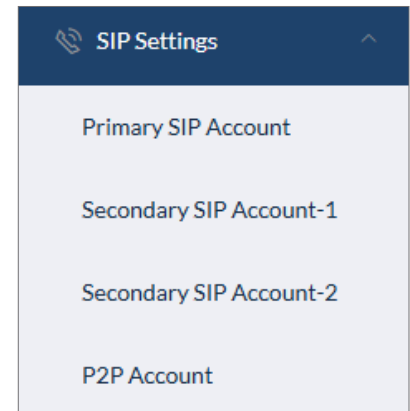 SIP Settings
Primary SIP Account
Secondary SIP Account-1
Secondary SIP Account-2
P2P Account